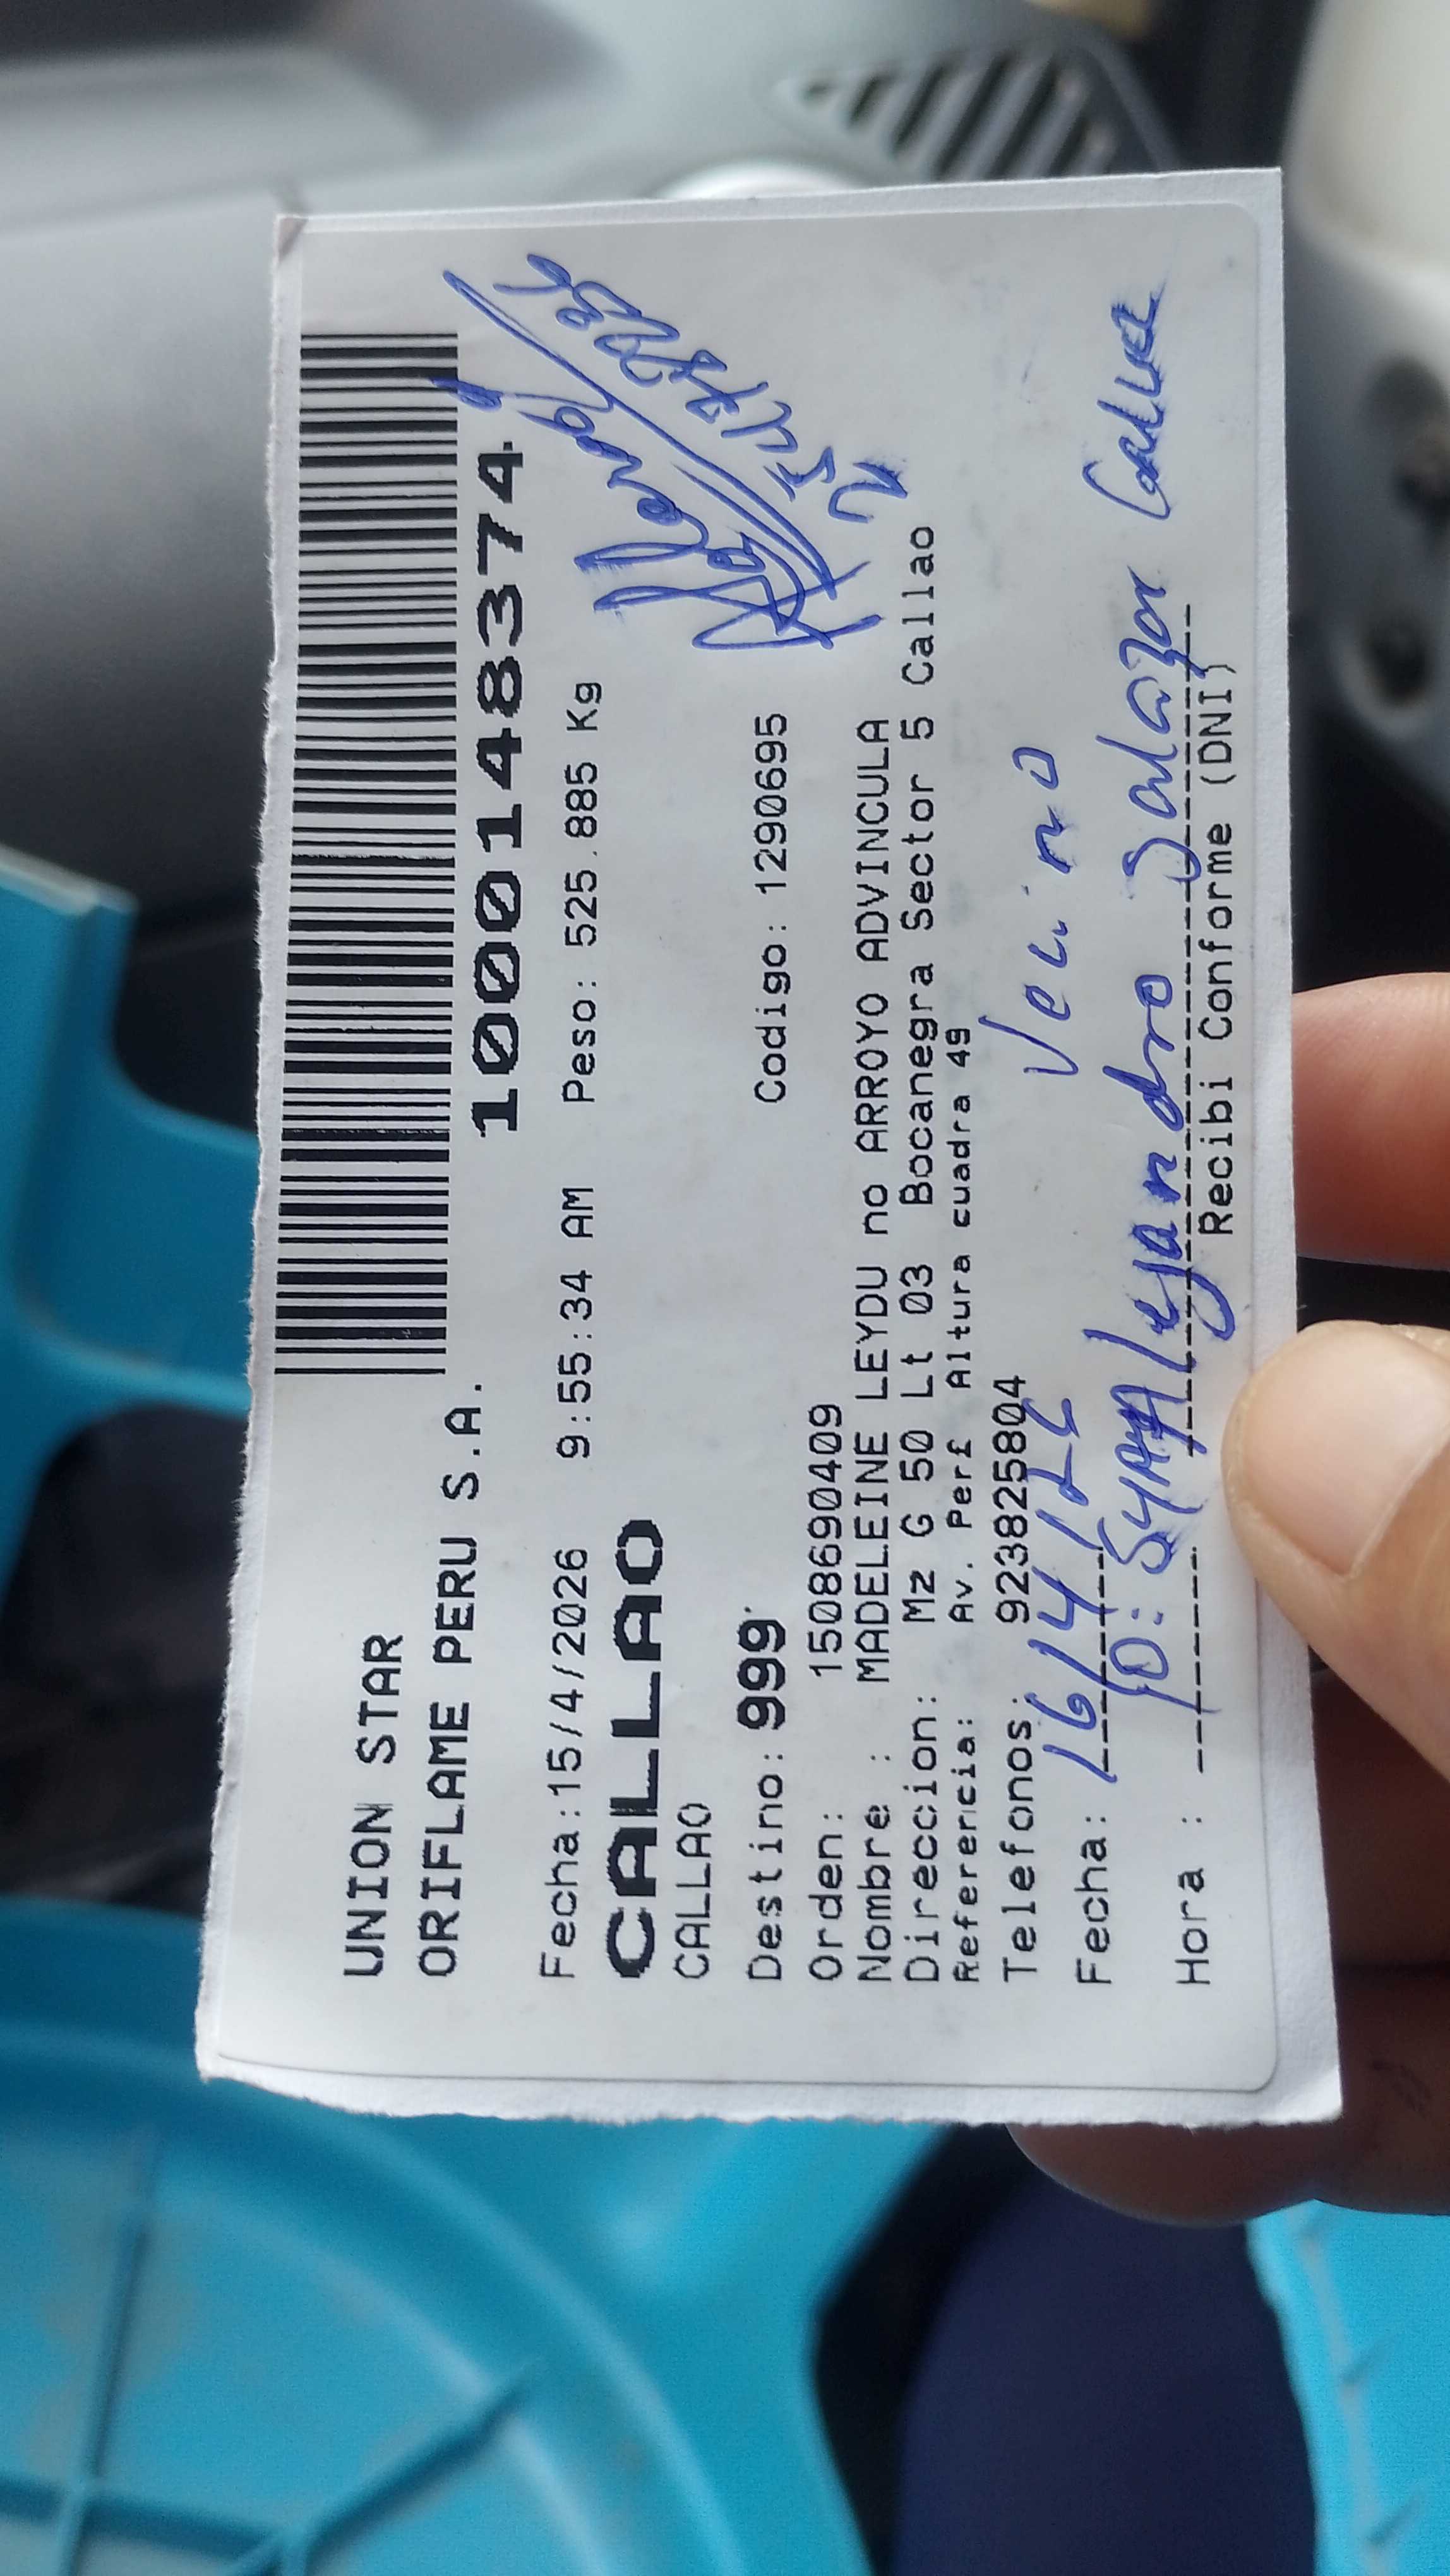 UNION STAR
ORIFLAME PERU S.A.
1000148374
Fecha:15/4/2026 9:55:34 AM Peso: 525.885 Kg
CALLAO
CALLAO
Destino: 999 Codigo: 1290695
Orden: 1508690409
Nombre : MADELEINE LEYDU no ARROYO ADVINCULA
Direccion: Mz G 50 Lt 03 Bocanegra Sector 5 Callao
Referencia: Av. Perf Altura cuadra 49
Telefonos: 923825804
Vecino
Fecha: 16/4/26
Alejandro Salazar
Hora :
Recibi Conforme (DNI)